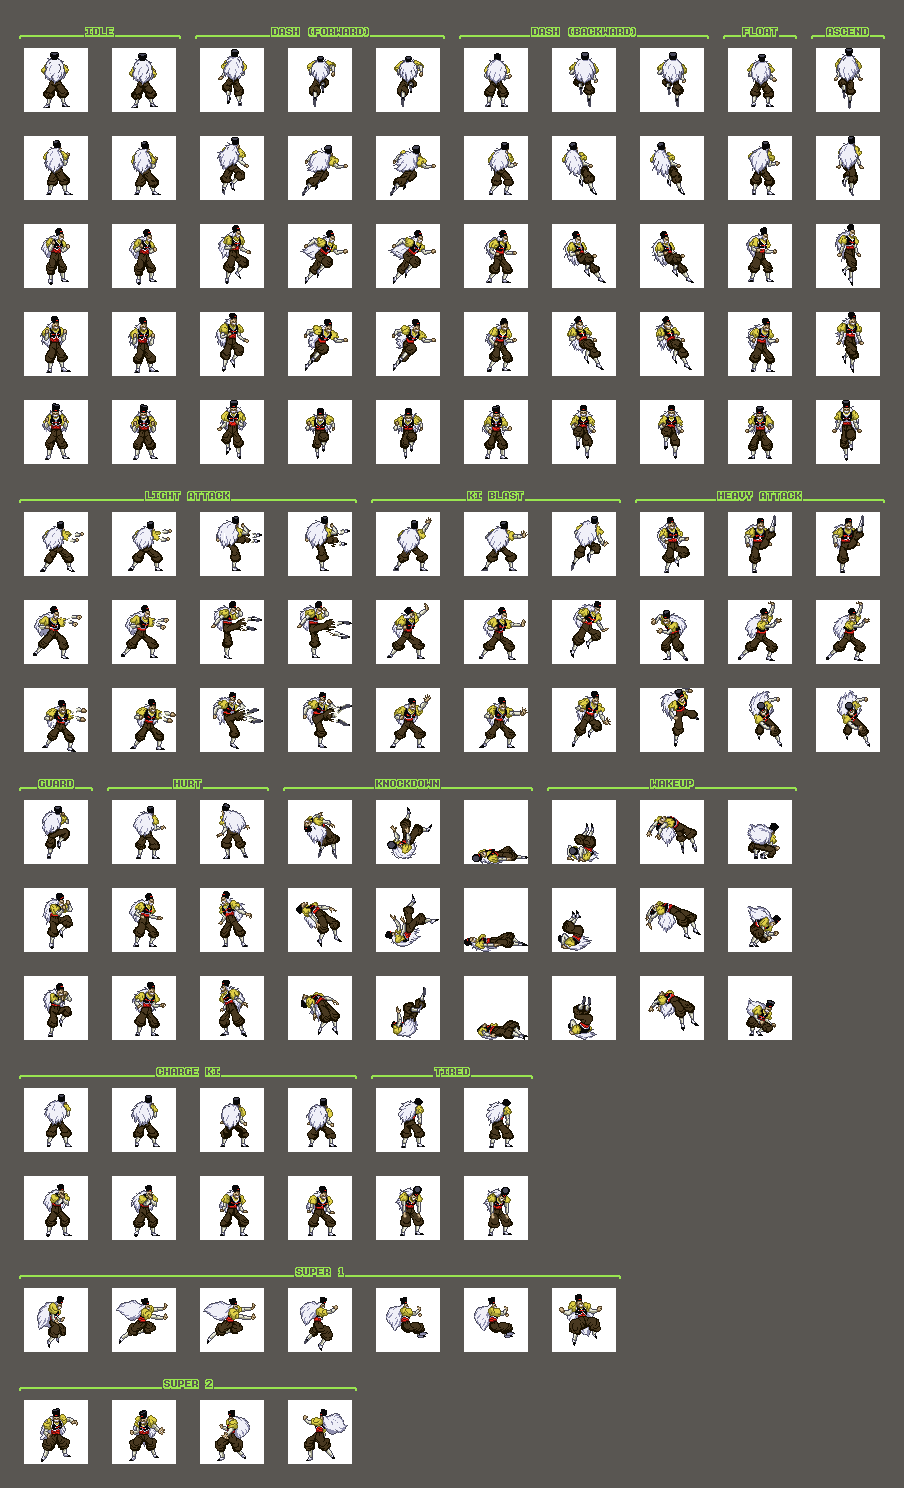 IDLE DASH (FORWARD) DASH (BACKWARD) FLOAT ASCEND
LIGHT ATTACK KI BLAST HEAVY ATTACK
GUARD HURT KNOCKDOWN WAKEUP
CHARGE KI TIRED
SUPER 1
SUPER 2